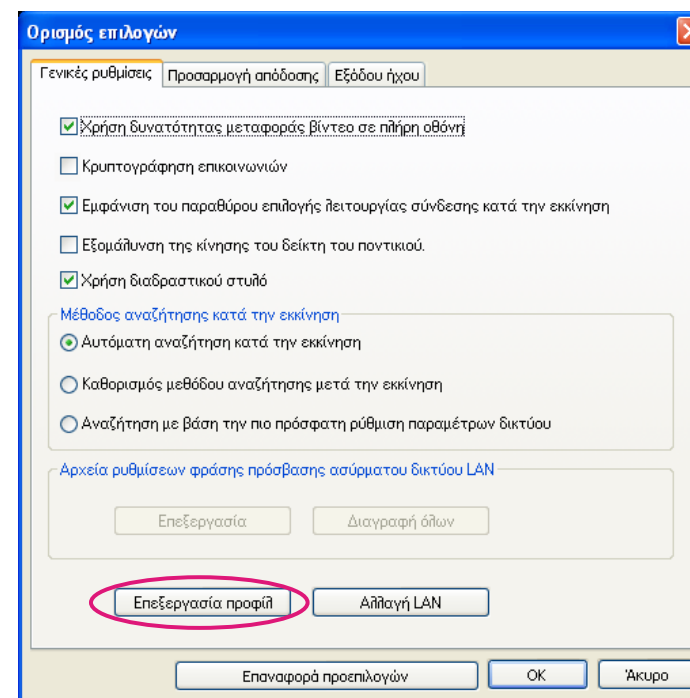 Ορισμός επιλογών
Γενικές ρυθμίσεις Προσαρμογή απόδοσης Εξόδου ήχου
Χρήση δυνατότητας μεταφοράς βίντεο σε πλήρη οθόνη
Κρυπτογράφηση επικοινωνιών
Εμφάνιση του παραθύρου επιλογής λειτουργίας σύνδεσης κατά την εκκίνηση
Εξομάλυνση της κίνησης του δείκτη του ποντικιού.
Χρήση διαδραστικού στυλό
Μέθοδος αναζήτησης κατά την εκκίνηση
Αυτόματη αναζήτηση κατά την εκκίνηση
Καθορισμός μεθόδου αναζήτησης μετά την εκκίνηση
Αναζήτηση με βάση την πιο πρόσφατη ρύθμιση παραμέτρων δικτύου
Αρχεία ρυθμίσεων φράσης πρόσβασης ασύρματου δικτύου LAN
Επεξεργασία Διαγραφή όλων
Επεξεργασία προφίλ Αλλαγή LAN
Επαναφορά προεπιλογών OK Άκυρο